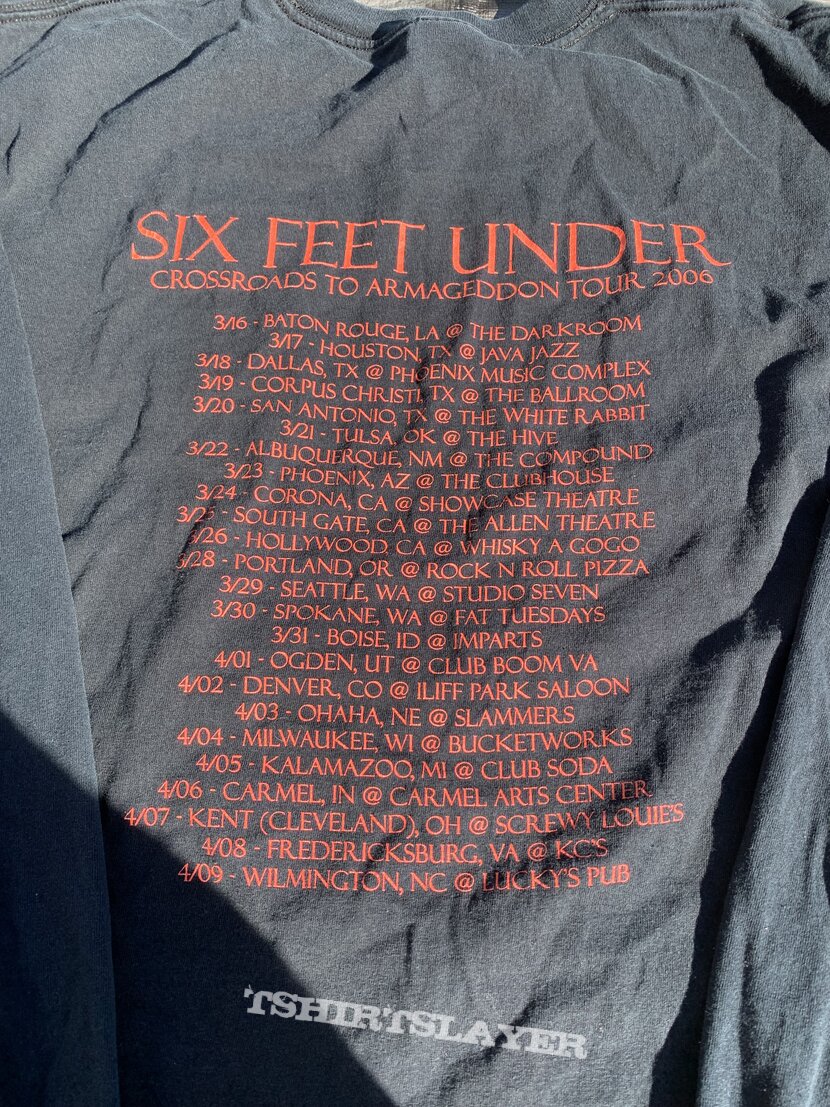 SIX FEET UNDER
CROSSROADS TO ARMAGEDDON TOUR 2006
3/16 - BATON ROUGE, LA @ THE DARKROOM
3/17 - HOUSTON, TX @ JAVA JAZZ
3/18 - DALLAS, TX @ PHOENIX MUSIC COMPLEX
3/19 - CORPUS CHRISTI, TX @ THE BALLROOM
3/20 - SAN ANTONIO, TX @ THE WHITE RABBIT
3/21 - TULSA, OK @ THE HIVE
3/22 - ALBUQUERQUE, NM @ THE COMPOUND
3/23 - PHOENIX, AZ @ THE CLUBHOUSE
3/24 - CORONA, CA @ SHOWCASE THEATRE
3/25 - SOUTH GATE, CA @ THE ALLEN THEATRE
3/26 - HOLLYWOOD, CA @ WHISKY A GOGO
3/28 - PORTLAND, OR @ ROCK N ROLL PIZZA
3/29 - SEATTLE, WA @ STUDIO SEVEN
3/30 - SPOKANE, WA @ FAT TUESDAYS
3/31 - BOISE, ID @ IMPARTS
4/01 - OGDEN, UT @ CLUB BOOM VA
4/02 - DENVER, CO @ ILIFF PARK SALOON
4/03 - OHAHA, NE @ SLAMMERS
4/04 - MILWAUKEE, WI @ BUCKETWORKS
4/05 - KALAMAZOO, MI @ CLUB SODA
4/06 - CARMEL, IN @ CARMEL ARTS CENTER
4/07 - KENT (CLEVELAND), OH @ SCREWY LOUIE'S
4/08 - FREDERICKSBURG, VA @ KC'S
4/09 - WILMINGTON, NC @ LUCKY'S PUB
TSHIRTSLAYER